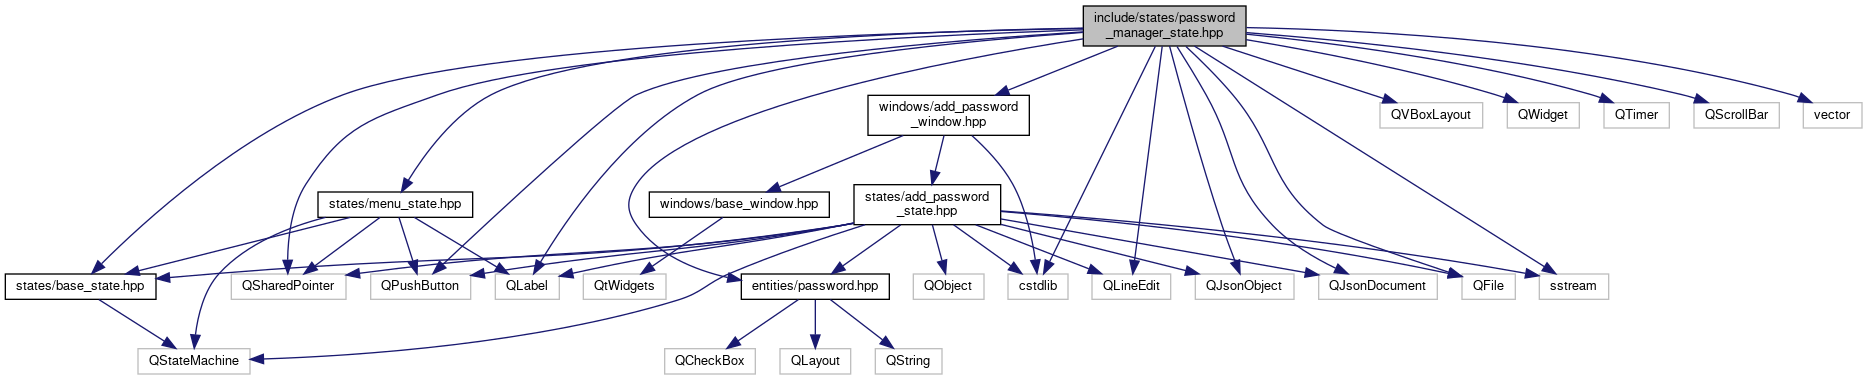 include/states/password
_manager_state.hpp
windows/add_password
_window.hpp
QVBoxLayout
QWidget
QTimer
QScrollBar
vector
states/menu_state.hpp
windows/base_window.hpp
states/add_password
_state.hpp
states/base_state.hpp
QSharedPointer
QPushButton
QLabel
QtWidgets
entities/password.hpp
QObject
cstdlib
QLineEdit
QJsonObject
QJsonDocument
QFile
sstream
QStateMachine
QCheckBox
QLayout
QString